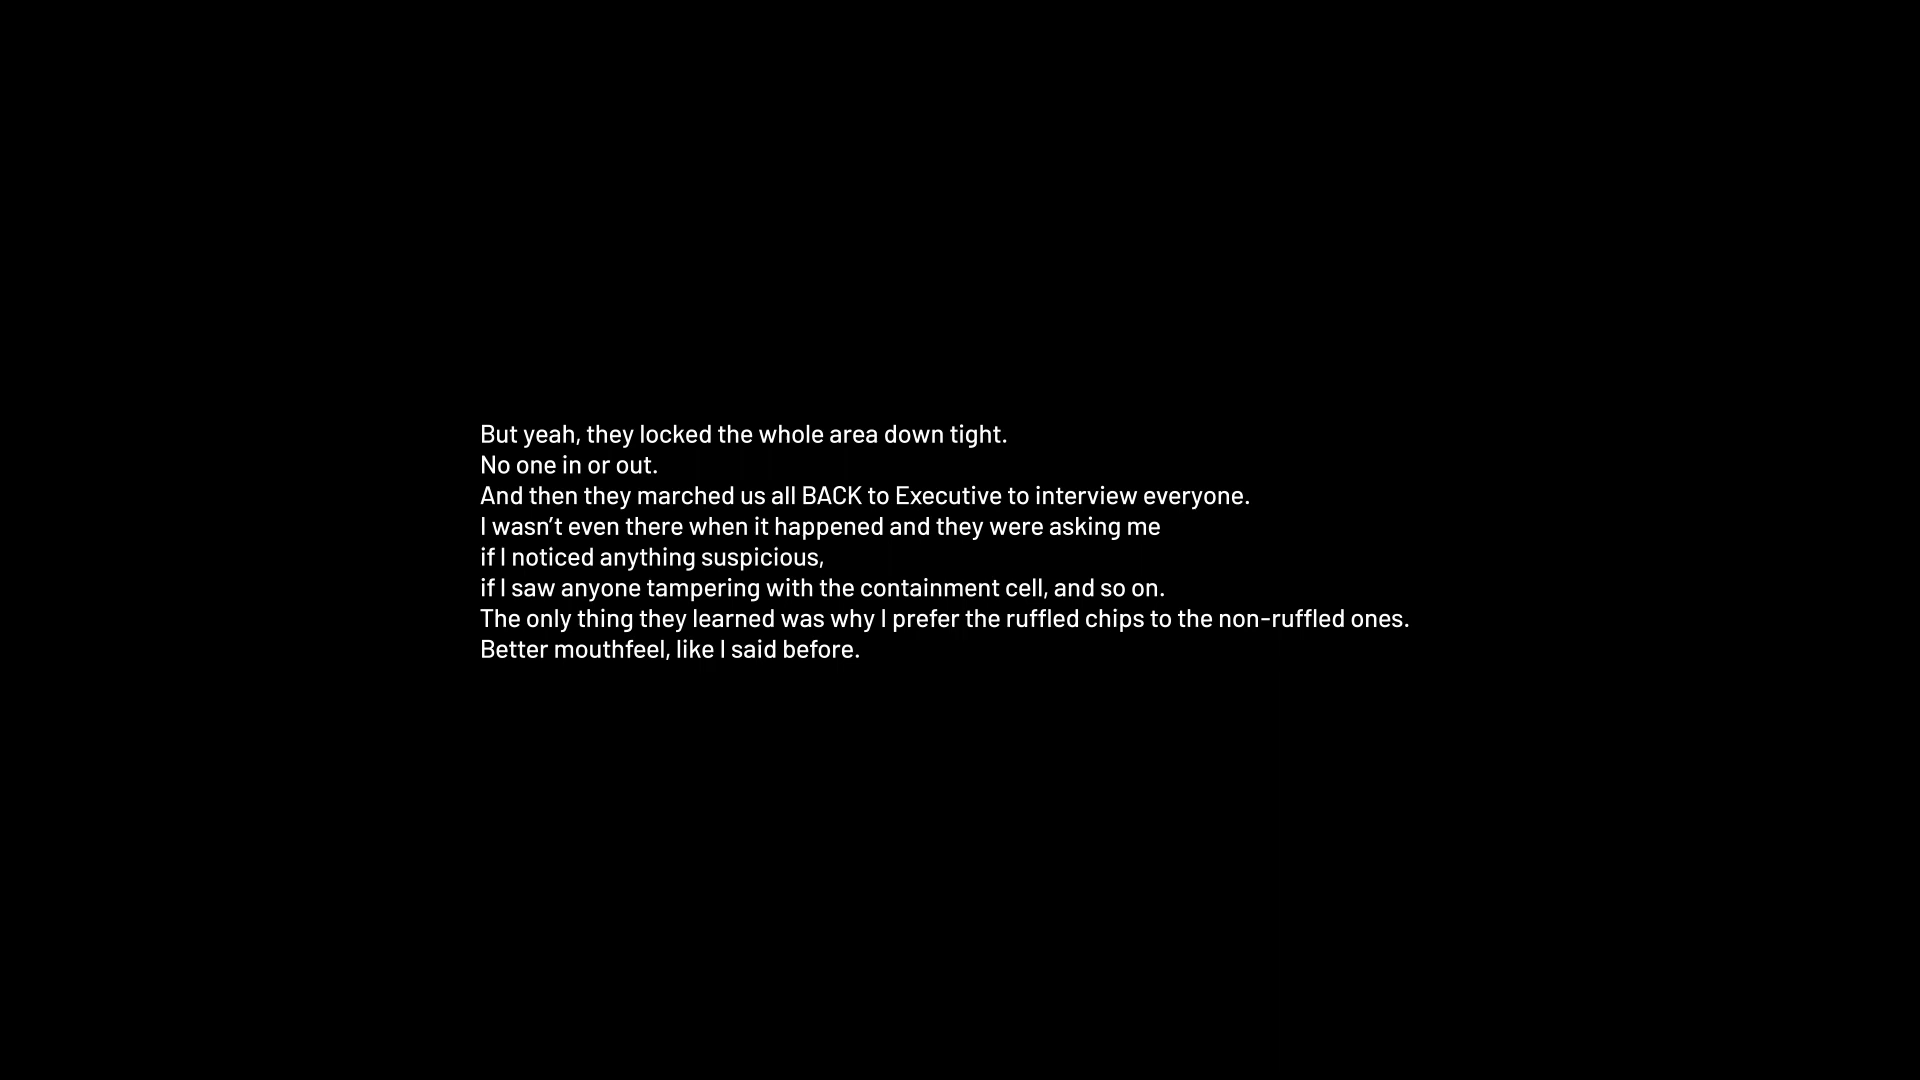 But yeah, they locked the whole area down tight.
No one in or out.
And then they marched us all BACK to Executive to interview everyone.
I wasn’t even there when it happened and they were asking me
if I noticed anything suspicious,
if I saw anyone tampering with the containment cell, and so on.
The only thing they learned was why I prefer the ruffled chips to the non-ruffled ones.
Better mouthfeel, like I said before.